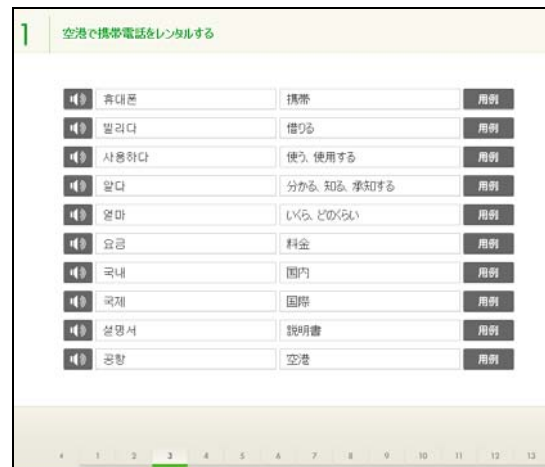 1 空港で携帯電話をレンタルする
휴대폰 携帯 用例
빌리다 借りる 用例
사용하다 使う、使用する 用例
알다 分かる、知る、承知する 用例
얼마 いくら、どのくらい 用例
요금 料金 用例
국내 国内 用例
국제 国際 用例
설명서 説明書 用例
공항 空港 用例
1 2 3 4 5 6 7 8 9 10 11 12 13